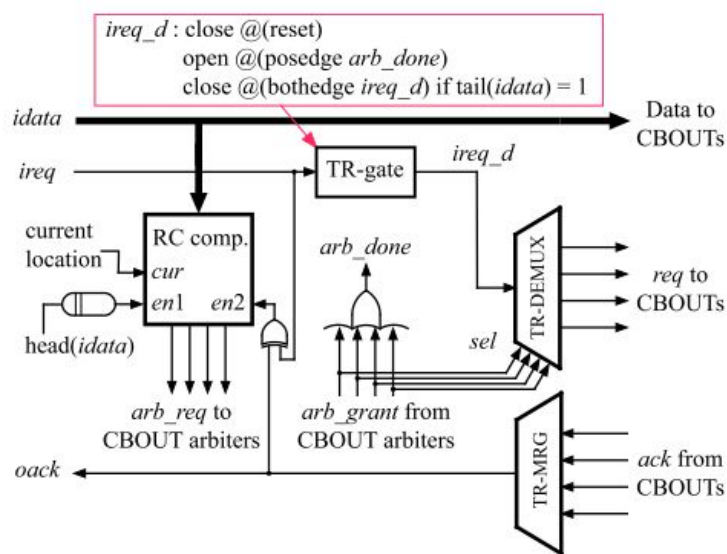 ireq_d : close @(reset)
open @(posedge arb_done)
close @(bothedge ireq_d) if tail(idata) = 1
idata
Data to
CBOUTs
ireq
TR-gate
ireq_d
current
location
RC comp.
cur
en1
en2
head(idata)
arb_done
TR-DEMUX
req to
CBOUTs
sel
arb_req to
CBOUT arbiters
arb_grant from
CBOUT arbiters
oack
TR-MRG
ack from
CBOUTs